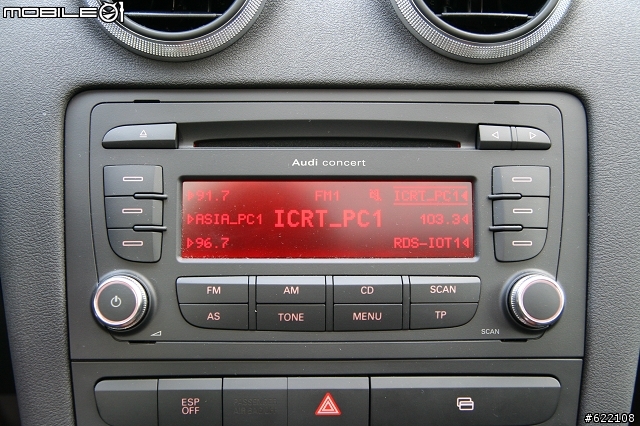 MOBILE01
Audi concert
91.7 FM1 ICRT_PC1
ASIA_PC1 ICRT_PC1 103.34
96.7 RDS-IOT1
FM AM CD SCAN
AS TONE MENU TP
SCAN
ESP OFF
#622108